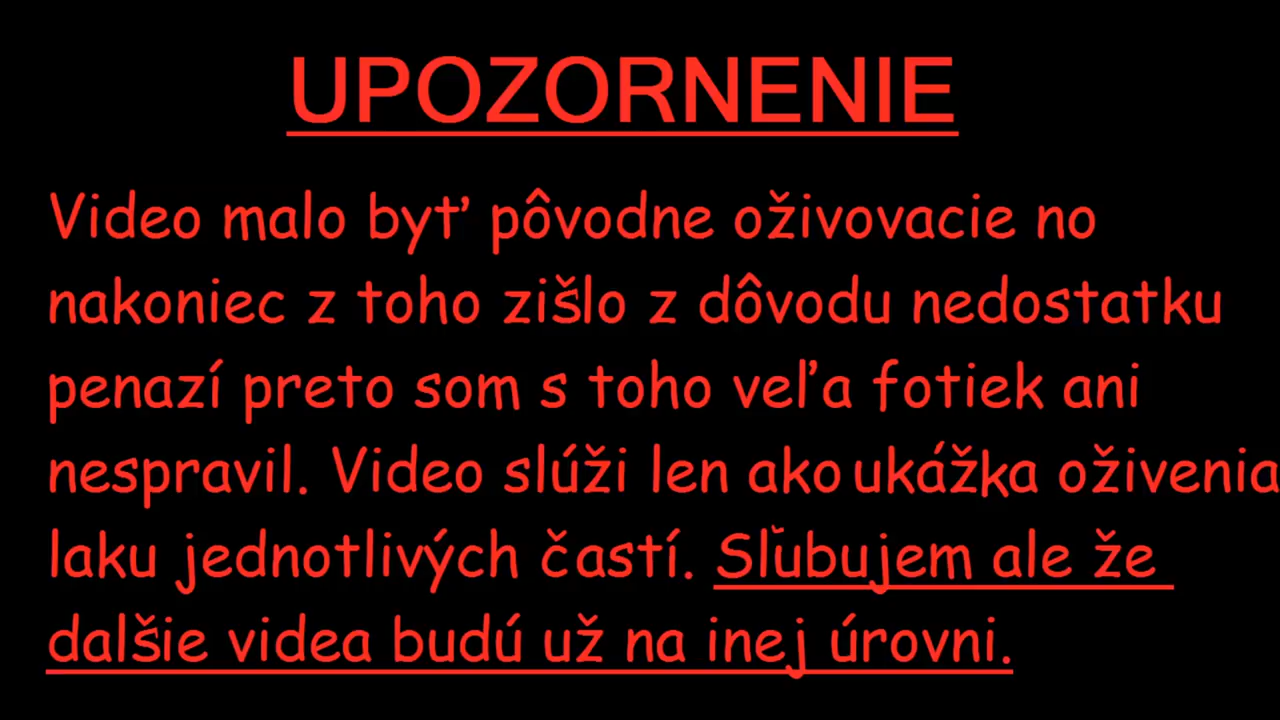 UPOZORNENIE
Video malo byť pôvodne oživovacie no
nakoniec z toho zišlo z dôvodu nedostatku
penazí preto som s toho veľa fotiek ani
nespravil. Video slúži len ako ukážka oživenia
laku jednotlivých častí. Sľubujem ale že
dalšie videa budú už na inej úrovni.